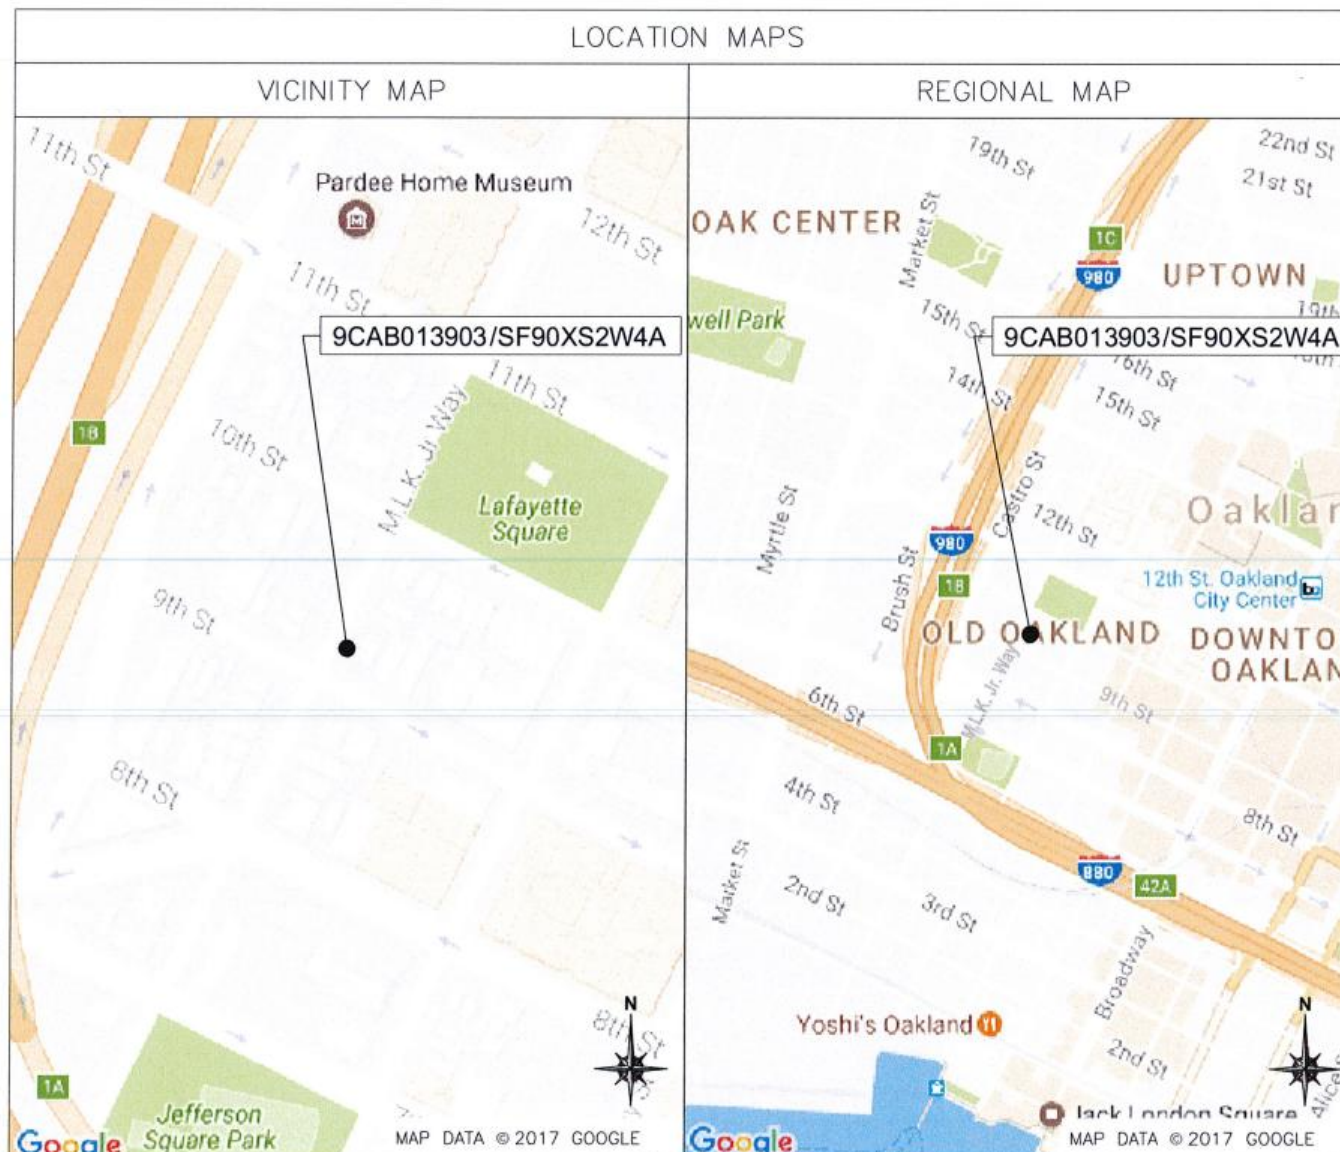 LOCATION MAPS
VICINITY MAP
11th St
Pardee Home Museum
12th St
11th St
9CAB013903/SF90XS2W4A
11th St
M.L.K. Jr Way
10th St
1B
Lafayette
Square
9th St
8th St
8th St
N
1A
Jefferson
Square Park
Google
MAP DATA © 2017 GOOGLE
REGIONAL MAP
19th St
22nd St
21st St
Market St
OAK CENTER
1C
980
UPTOWN
19th
well Park
15th St
9CAB013903/SF90XS2W4A
16th St
14th St
15th St
Castro St
12th St
Myrtle St
Oaklan
980
Brush St
1B
12th St. Oakland
City Center
OLD OAKLAND
DOWNTO
OAKLAN
M.L.K. Jr. Way
9th St
6th St
1A
4th St
8th St
Market St
880
42A
2nd St
3rd St
Broadway
Yoshi's Oakland
N
2nd St
Alice
Jack London Square
Google
MAP DATA © 2017 GOOGLE